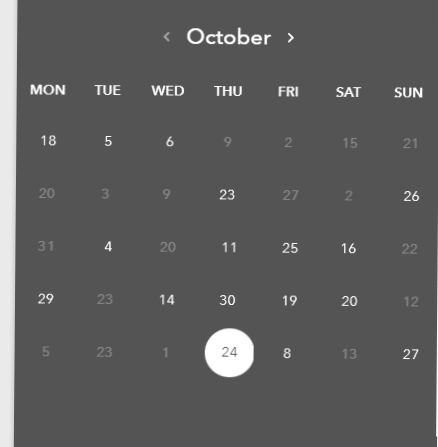 ‹ October ›
MON TUE WED THU FRI SAT SUN
18 5 6 9 2 15 21
20 3 9 23 27 2 26
31 4 20 11 25 16 22
29 23 14 30 19 20 12
5 23 1 24 8 13 27